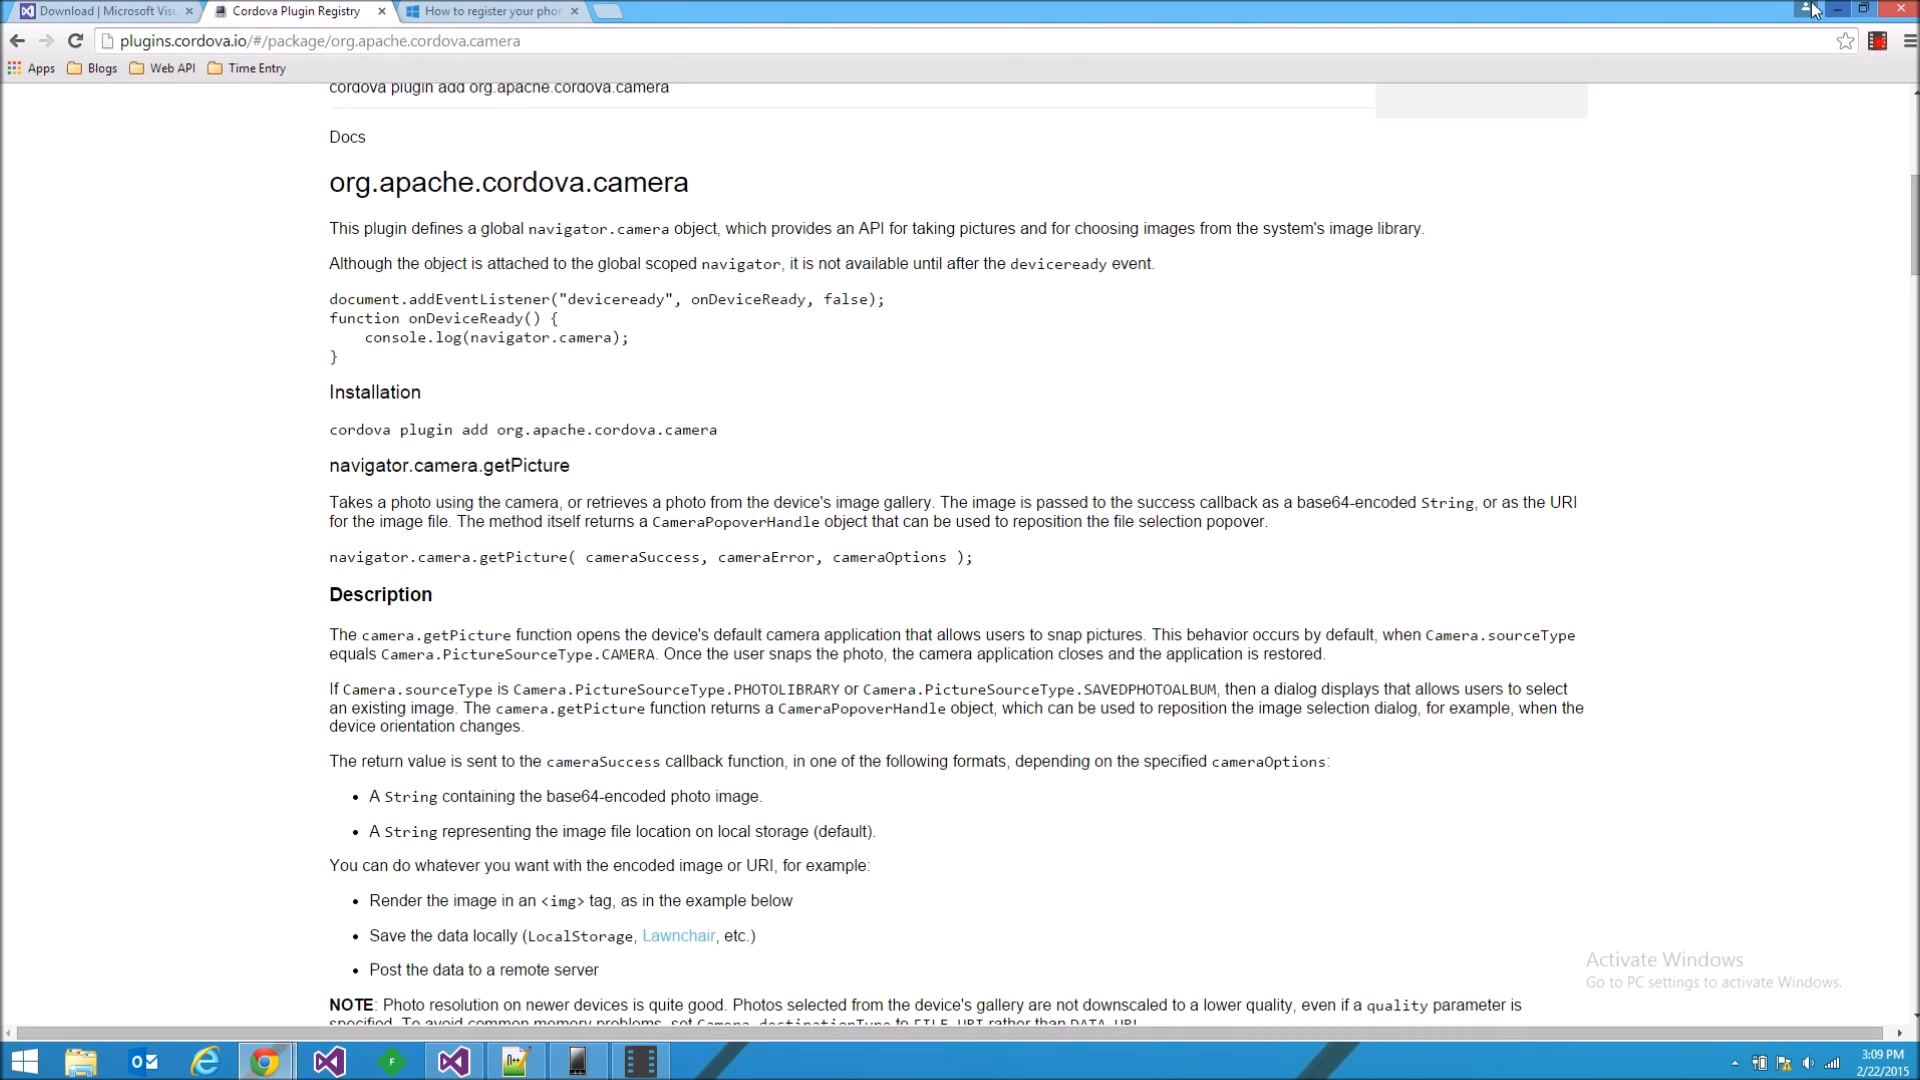 Download | Microsoft Visu
Cordova Plugin Registry
How to register your phon
plugins.cordova.io/#/package/org.apache.cordova.camera
Apps Blogs Web API Time Entry
cordova plugin add org.apache.cordova.camera
Docs
org.apache.cordova.camera
This plugin defines a global navigator.camera object, which provides an API for taking pictures and for choosing images from the system's image library.
Although the object is attached to the global scoped navigator, it is not available until after the deviceready event.
document.addEventListener("deviceready", onDeviceReady, false);
function onDeviceReady() {
    console.log(navigator.camera);
}
Installation
cordova plugin add org.apache.cordova.camera
navigator.camera.getPicture
Takes a photo using the camera, or retrieves a photo from the device's image gallery. The image is passed to the success callback as a base64-encoded String, or as the URI
for the image file. The method itself returns a CameraPopoverHandle object that can be used to reposition the file selection popover.
navigator.camera.getPicture( cameraSuccess, cameraError, cameraOptions );
Description
The camera.getPicture function opens the device's default camera application that allows users to snap pictures. This behavior occurs by default, when Camera.sourceType
equals Camera.PictureSourceType.CAMERA. Once the user snaps the photo, the camera application closes and the application is restored.
If Camera.sourceType is Camera.PictureSourceType.PHOTOLIBRARY or Camera.PictureSourceType.SAVEDPHOTOALBUM, then a dialog displays that allows users to select
an existing image. The camera.getPicture function returns a CameraPopoverHandle object, which can be used to reposition the image selection dialog, for example, when the
device orientation changes.
The return value is sent to the cameraSuccess callback function, in one of the following formats, depending on the specified cameraOptions:
• A String containing the base64-encoded photo image.
• A String representing the image file location on local storage (default).
You can do whatever you want with the encoded image or URI, for example:
• Render the image in an <img> tag, as in the example below
• Save the data locally (LocalStorage, Lawnchair, etc.)
• Post the data to a remote server
Activate Windows
Go to PC settings to activate Windows.
NOTE: Photo resolution on newer devices is quite good. Photos selected from the device's gallery are not downscaled to a lower quality, even if a quality parameter is
specified. To avoid common memory problems, set Camera.destinationType to FILE_URI rather than DATA_URI.
3:09 PM
2/22/2015